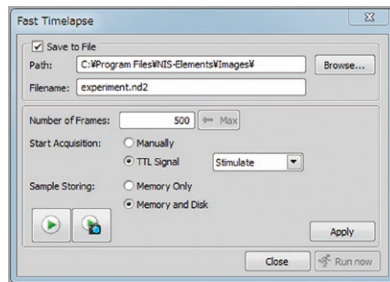 Fast Timelapse
Save to File
Path: C:¥Program Files¥NIS-Elements¥Images¥ Browse...
Filename: experiment.nd2
Number of Frames: 500 Max
Start Acquisition: Manually
TTL Signal Stimulate
Sample Storing: Memory Only
Memory and Disk
Apply
Close Run now